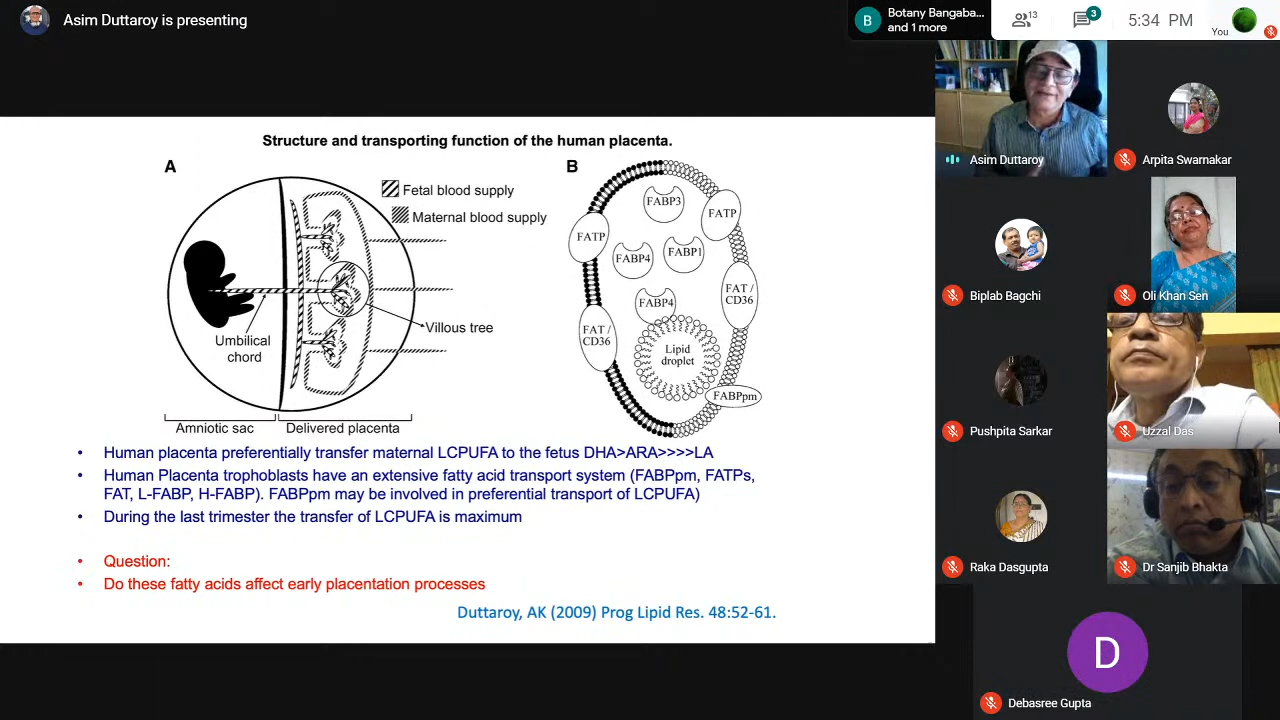 Asim Duttaroy is presenting
B
Botany Bangaba...
and 1 more
13
3
5:34 PM
You
Structure and transporting function of the human placenta.
A
Fetal blood supply
Maternal blood supply
Umbilical
chord
Villous tree
Amniotic sac
Delivered placenta
B
FABP3
FATP
FATP
FABP4
FABP1
FAT /
CD36
FABP4
FAT /
CD36
Lipid
droplet
FABPpm
• Human placenta preferentially transfer maternal LCPUFA to the fetus DHA>ARA>>>>LA
• Human Placenta trophoblasts have an extensive fatty acid transport system (FABPpm, FATPs,
FAT, L-FABP, H-FABP). FABPpm may be involved in preferential transport of LCPUFA)
• During the last trimester the transfer of LCPUFA is maximum
• Question:
• Do these fatty acids affect early placentation processes
Duttaroy, AK (2009) Prog Lipid Res. 48:52-61.
Asim Duttaroy
Arpita Swarnakar
Biplab Bagchi
Oli Khan Sen
Pushpita Sarkar
Uzzal Das
Raka Dasgupta
Dr Sanjib Bhakta
D
Debasree Gupta